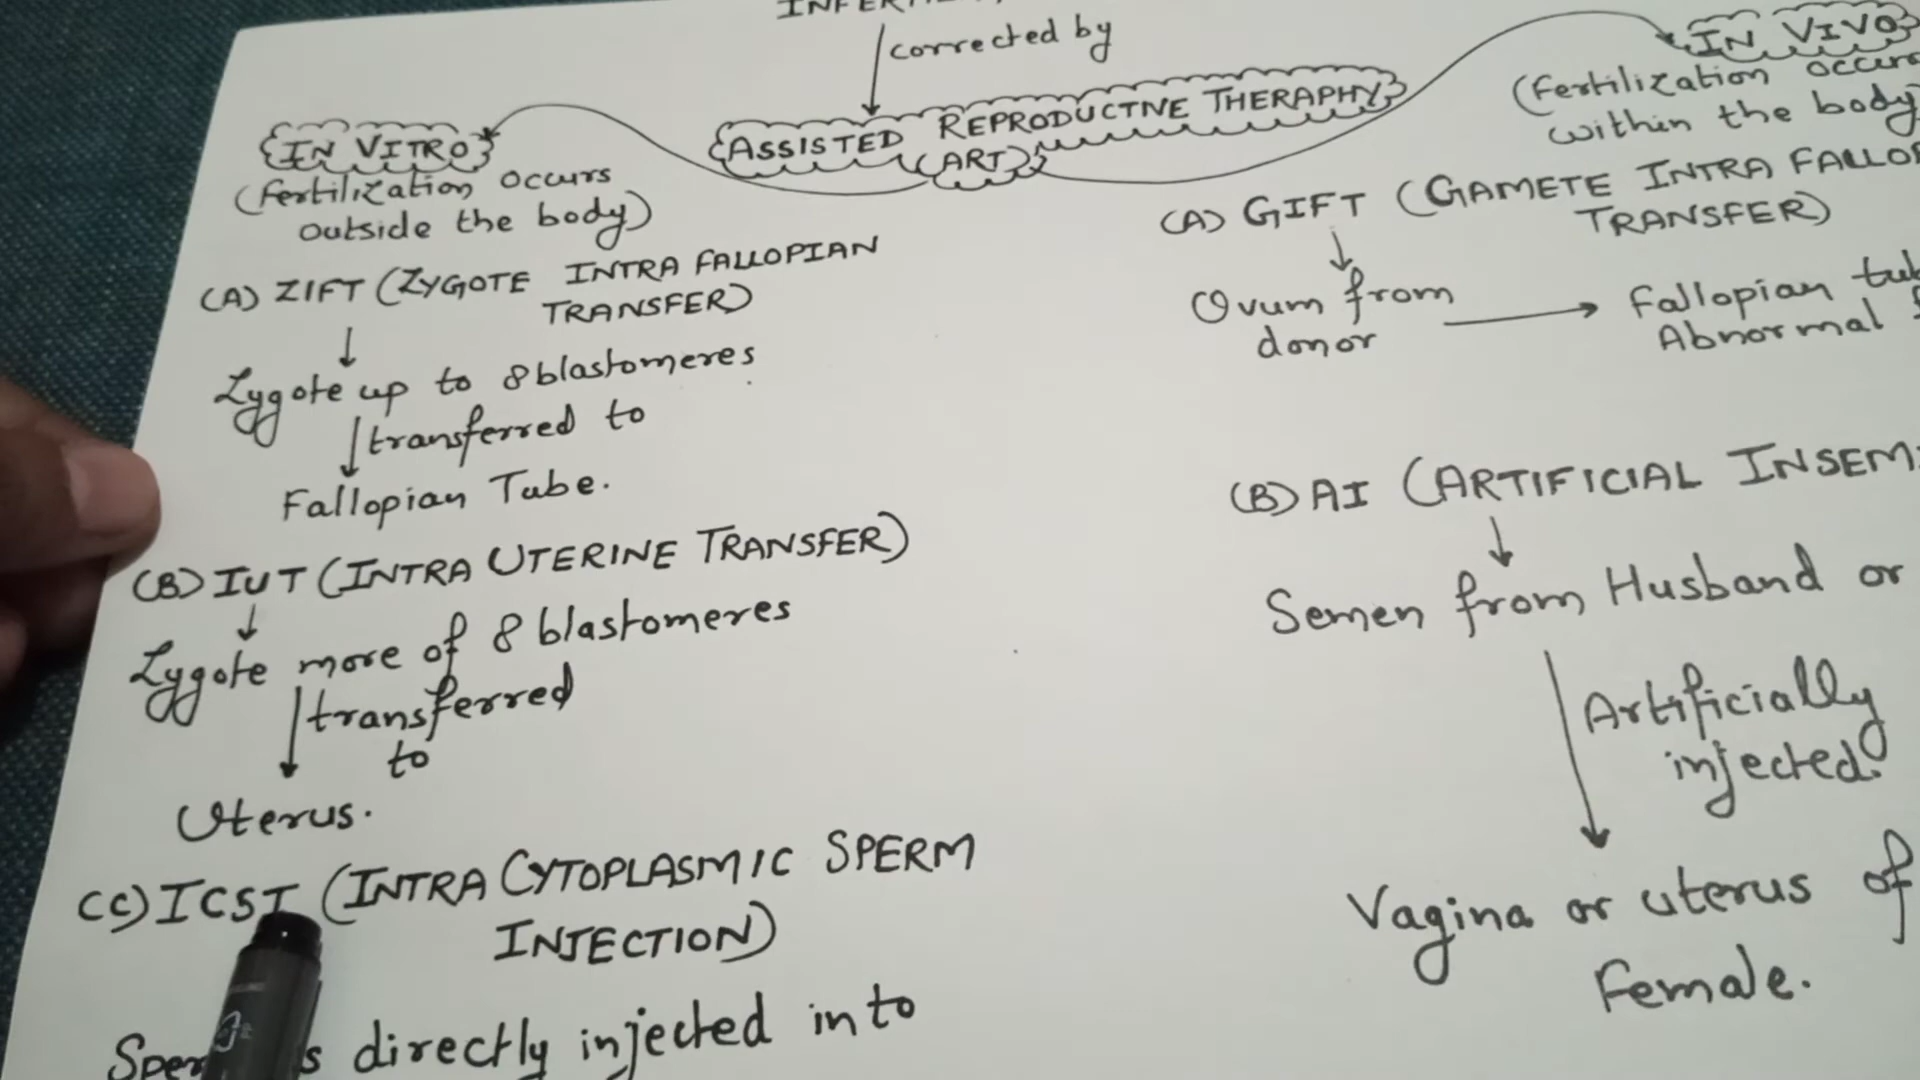 corrected by
ASSISTED REPRODUCTIVE THERAPHY
(ART)
IN VITRO
(fertilization occurs
outside the body)
(A) ZIFT (ZYGOTE INTRA FALLOPIAN
TRANSFER)
Zygote up to 8 blastomeres
transferred to
Fallopian Tube.
(B) IUT (INTRA UTERINE TRANSFER)
Zygote more of 8 blastomeres
transferred
to
Uterus.
(C) ICSI (INTRA CYTOPLASMIC SPERM
INJECTION)
directly injected into
IN VIVO
(fertilization occurs
within the body
(A) GIFT (GAMETE INTRA
TRANSFER)
Ovum from
donor
Fallopian
Abnormal
(B) AI (ARTIFICIAL
Semen from Husband or
Artificially
injected.
Vagina or uterus of
Female.